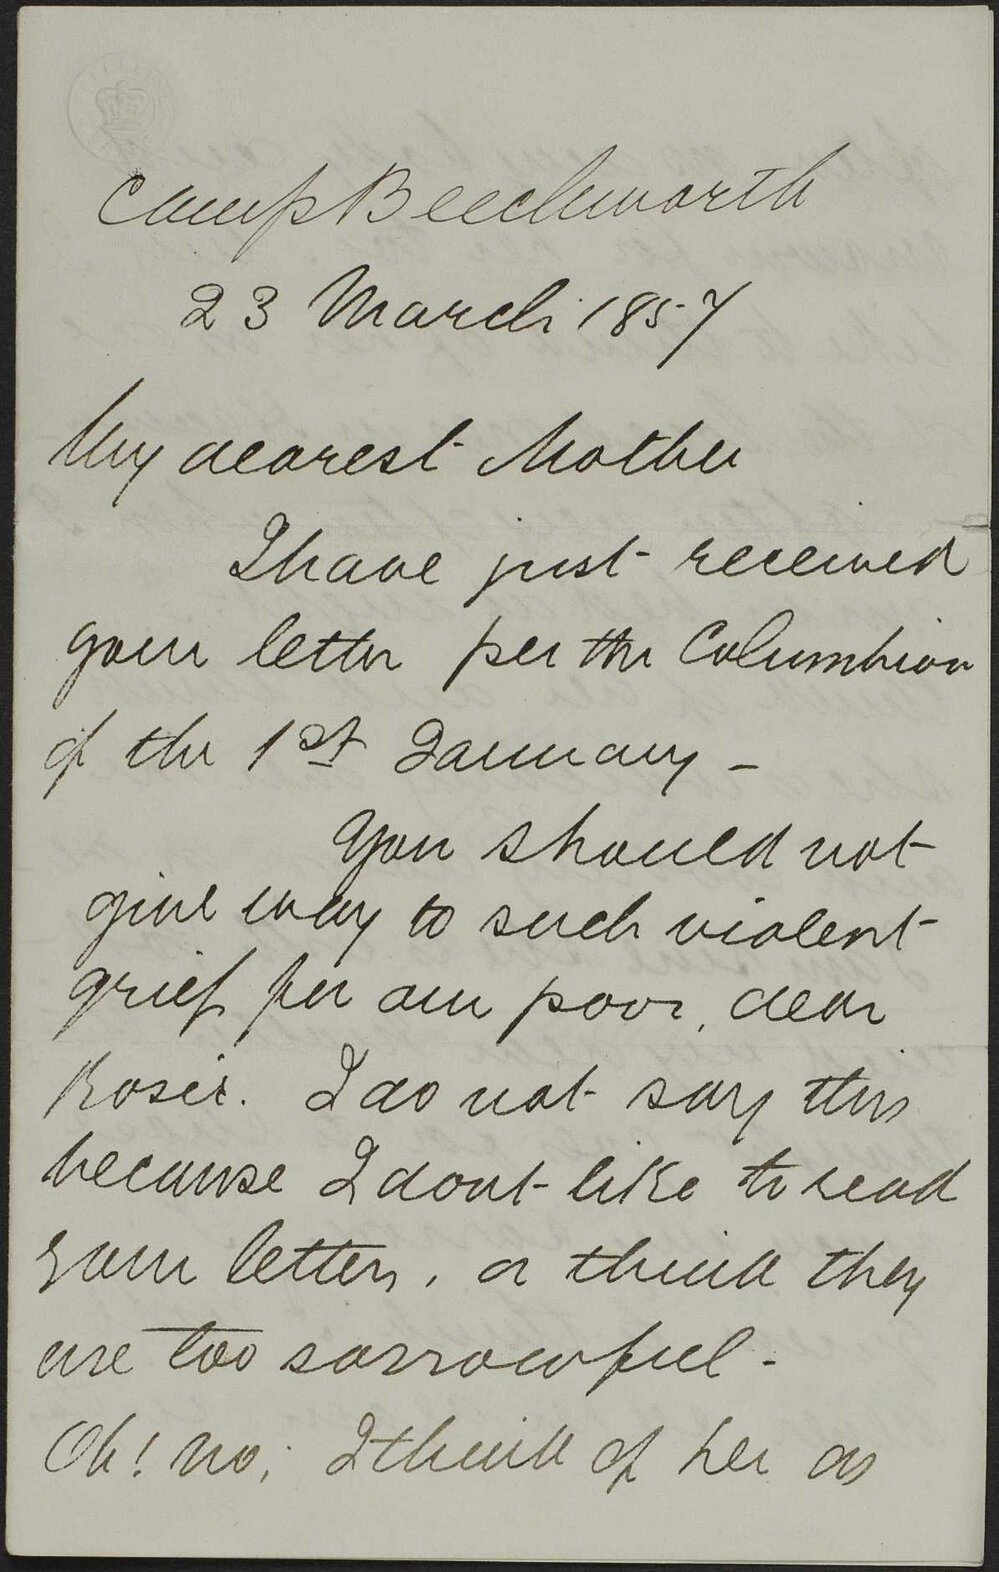 Camp Beechworth
23 March 1857
My dearest Mother
I have just received
your letter per the Columbian
of the 1st January -
You should not
give way to such violent
grief for our poor, dear
Rosie. I do not say this
because I dont like to read
your letters, or think they
are too sorrowful -
Oh! no; I think of her as